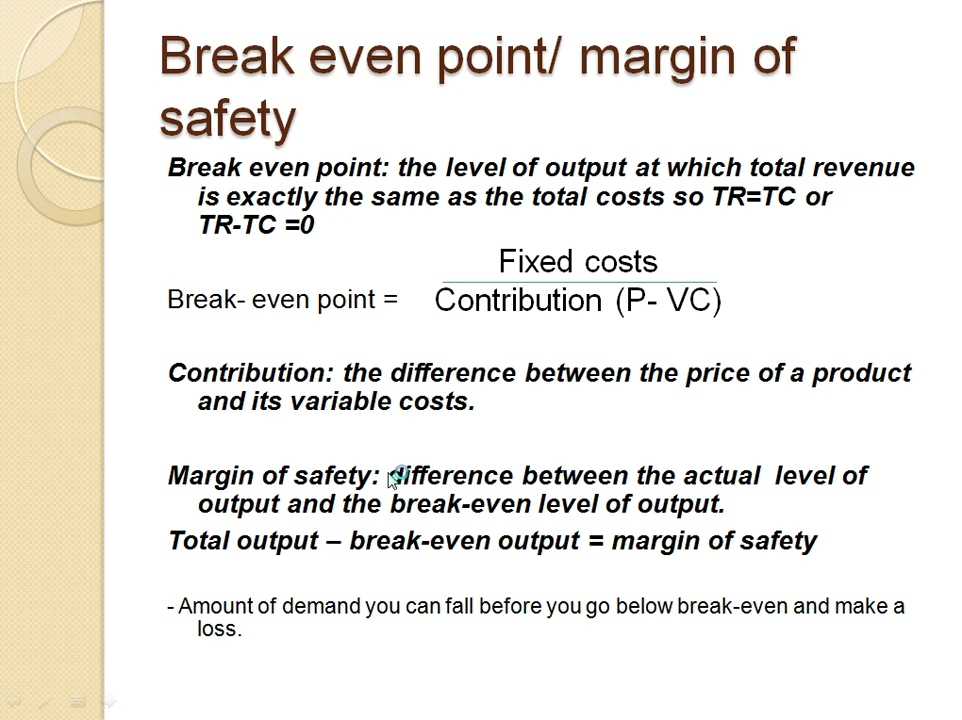 Break even point/ margin of
safety
Break even point: the level of output at which total revenue
is exactly the same as the total costs so TR=TC or
TR-TC =0
Fixed costs
Break- even point =
Contribution (P- VC)
Contribution: the difference between the price of a product
and its variable costs.
Margin of safety: difference between the actual level of
output and the break-even level of output.
Total output – break-even output = margin of safety
- Amount of demand you can fall before you go below break-even and make a
loss.